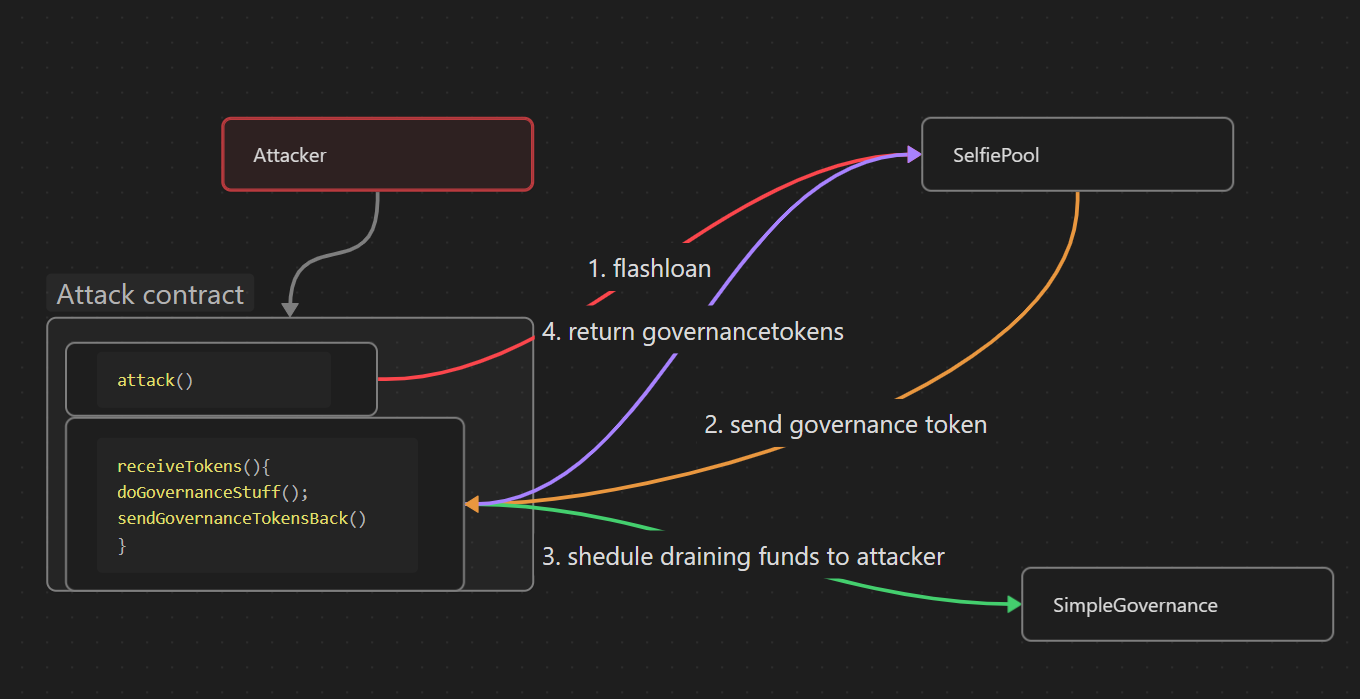 Attacker
SelfiePool
1. flashloan
Attack contract
4. return governancetokens
attack()
2. send governance token
receiveTokens(){
doGovernanceStuff();
sendGovernanceTokensBack()
}
3. shedule draining funds to attacker
SimpleGovernance